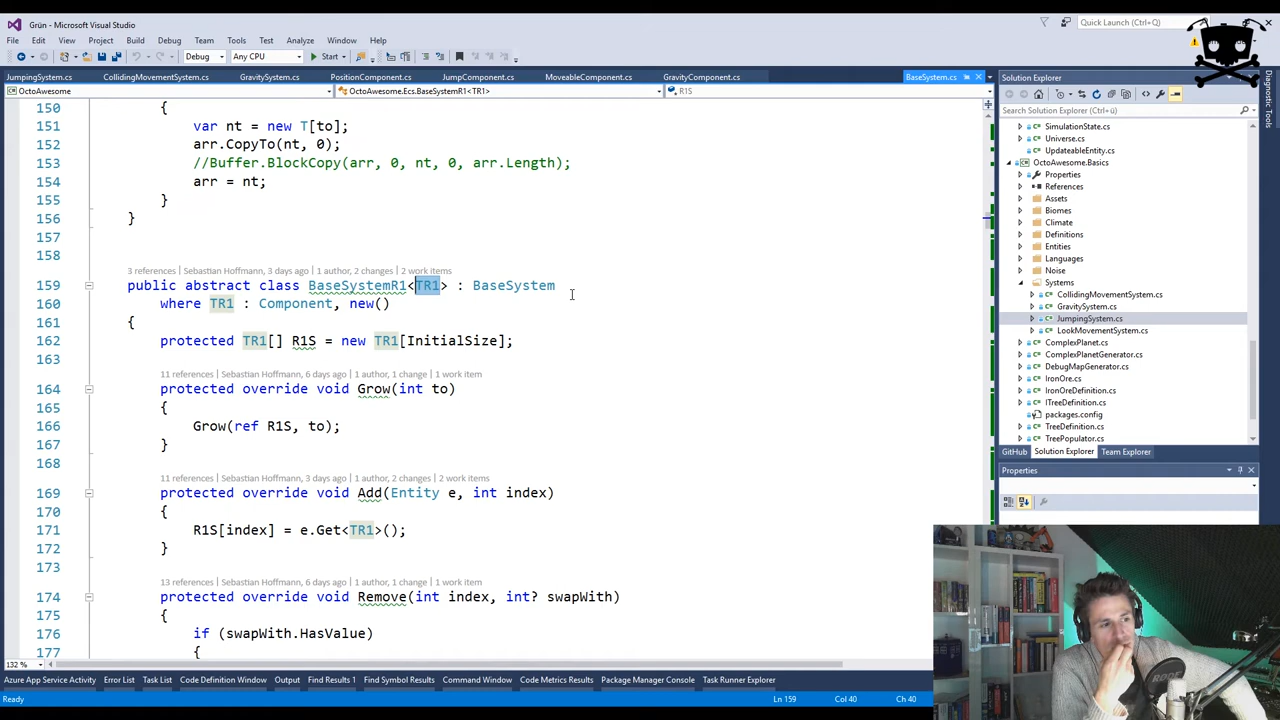 Grün - Microsoft Visual Studio
Quick Launch (Ctrl+Q)
File Edit View Project Build Debug Team Tools Test Analyze Window Help
Debug Any CPU Start
JumpingSystem.cs CollidingMovementSystem.cs GravitySystem.cs PositionComponent.cs JumpComponent.cs MoveableComponent.cs GravityComponent.cs BaseSystem.cs
OctoAwesome OctoAwesome.Ecs.BaseSystemR1<TR1> R1S
150 {
151 var nt = new T[to];
152 arr.CopyTo(nt, 0);
153 //Buffer.BlockCopy(arr, 0, nt, 0, arr.Length);
154 arr = nt;
155 }
156 }
157
158
3 references | Sebastian Hoffmann, 3 days ago | 1 author, 2 changes | 2 work items
159 public abstract class BaseSystemR1<TR1> : BaseSystem
160 where TR1 : Component, new()
161 {
162 protected TR1[] R1S = new TR1[InitialSize];
163
11 references | Sebastian Hoffmann, 6 days ago | 1 author, 1 change | 1 work item
164 protected override void Grow(int to)
165 {
166 Grow(ref R1S, to);
167 }
168
11 references | Sebastian Hoffmann, 3 days ago | 1 author, 2 changes | 2 work items
169 protected override void Add(Entity e, int index)
170 {
171 R1S[index] = e.Get<TR1>();
172 }
173
13 references | Sebastian Hoffmann, 6 days ago | 1 author, 1 change | 1 work item
174 protected override void Remove(int index, int? swapWith)
175 {
176 if (swapWith.HasValue)
177 {
132 %
Azure App Service Activity Error List Task List Code Definition Window Output Find Results 1 Find Symbol Results Command Window Code Metrics Results Package Manager Console Task Runner Explorer
Ready Ln 159 Col 40 Ch 40
Solution Explorer
Search Solution Explorer (Ctrl+ü)
SimulationState.cs
Universe.cs
UpdateableEntity.cs
OctoAwesome.Basics
Properties
References
Assets
Biomes
Climate
Definitions
Entities
Languages
Noise
Systems
CollidingMovementSystem.cs
GravitySystem.cs
JumpingSystem.cs
LookMovementSystem.cs
ComplexPlanet.cs
ComplexPlanetGenerator.cs
DebugMapGenerator.cs
IronOre.cs
IronOreDefinition.cs
ITreeDefinition.cs
packages.config
TreeDefinition.cs
TreePopulator.cs
GitHub Solution Explorer Team Explorer
Properties
Diagnostic Tools